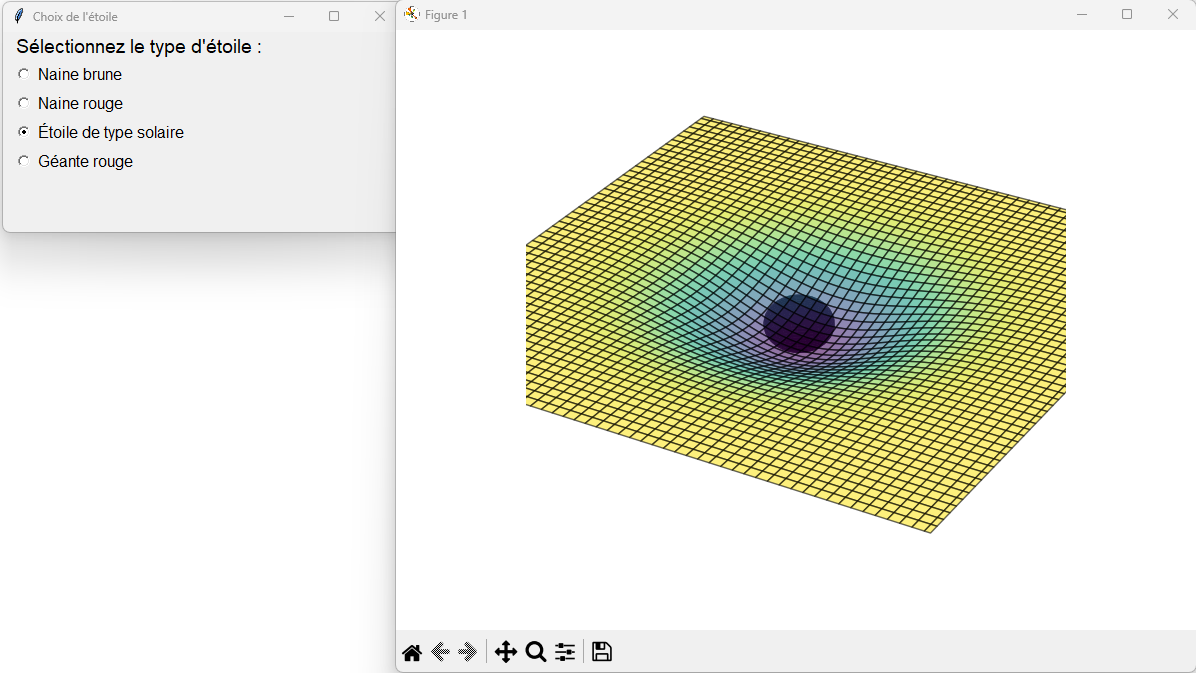 Choix de l'étoile
Sélectionnez le type d'étoile :
Naine brune
Naine rouge
Étoile de type solaire
Géante rouge
Figure 1